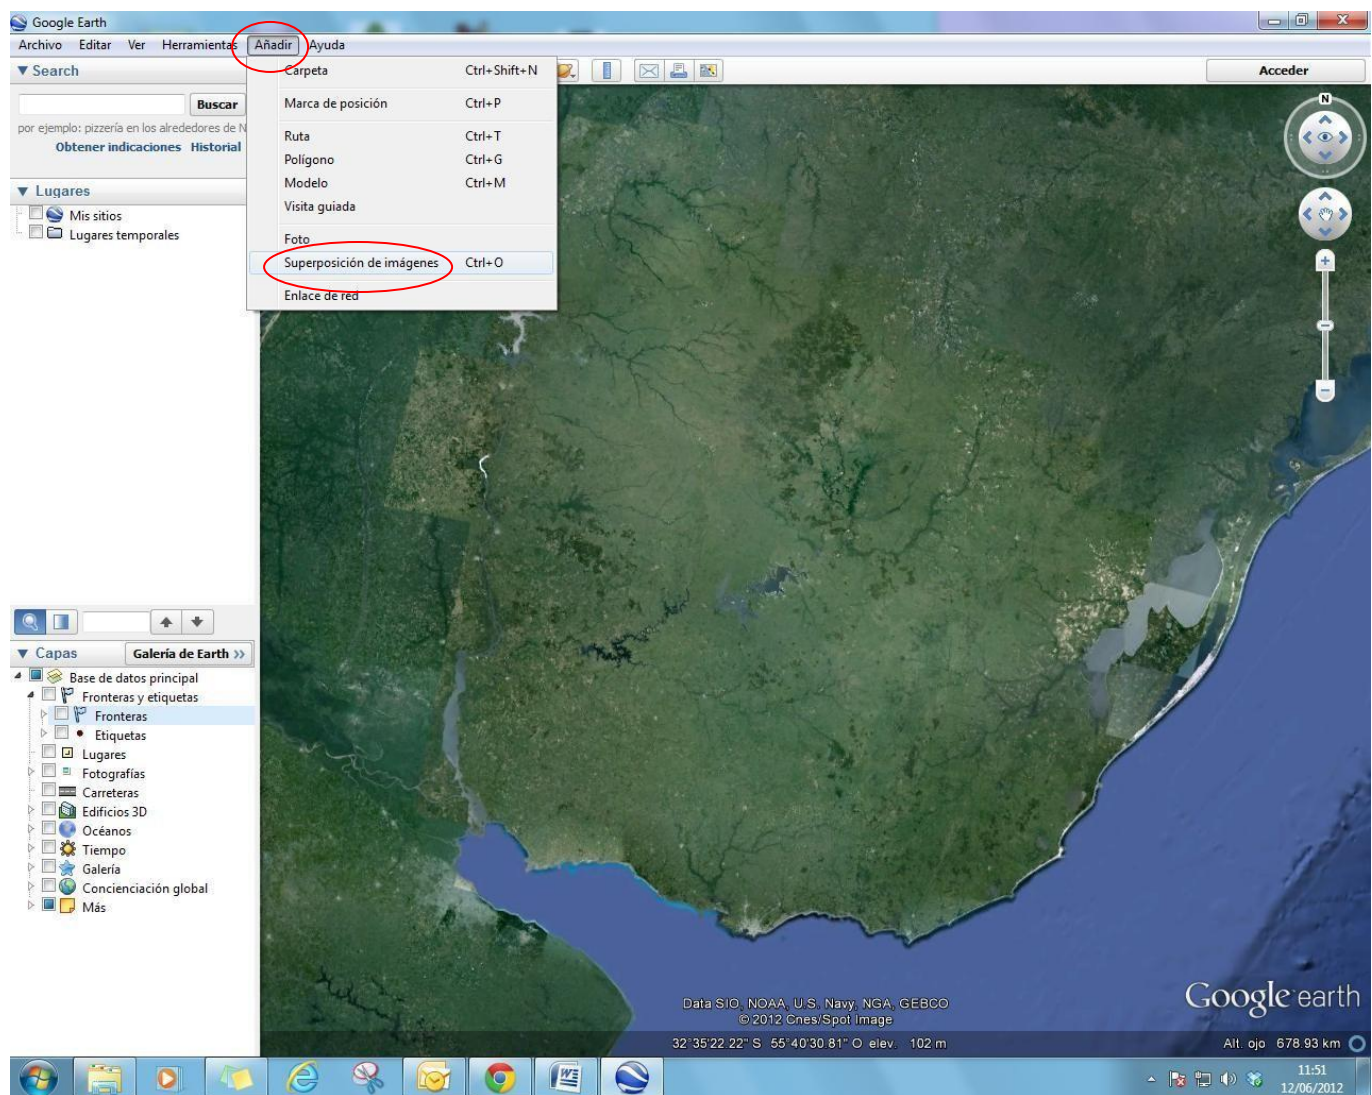 Google Earth
Archivo Editar Ver Herramientas Añadir Ayuda
Search
Buscar
por ejemplo: pizzería en los alrededores de N
Obtener indicaciones Historial
Lugares
Mis sitios
Lugares temporales
Carpeta Ctrl+Shift+N
Marca de posición Ctrl+P
Ruta Ctrl+T
Polígono Ctrl+G
Modelo Ctrl+M
Visita guiada
Foto
Superposición de imágenes Ctrl+O
Enlace de red
Acceder
N
Capas
Galería de Earth >>
Base de datos principal
Fronteras y etiquetas
Fronteras
Etiquetas
Lugares
Fotografías
Carreteras
Edificios 3D
Océanos
Tiempo
Galería
Concienciación global
Más
Data SIO, NOAA, U.S. Navy, NGA, GEBCO
© 2012 Cnes/Spot Image
Google earth
32°35'22.22" S 55°40'30.81" O elev. 102 m
Alt. ojo 678.93 km
11:51
12/06/2012